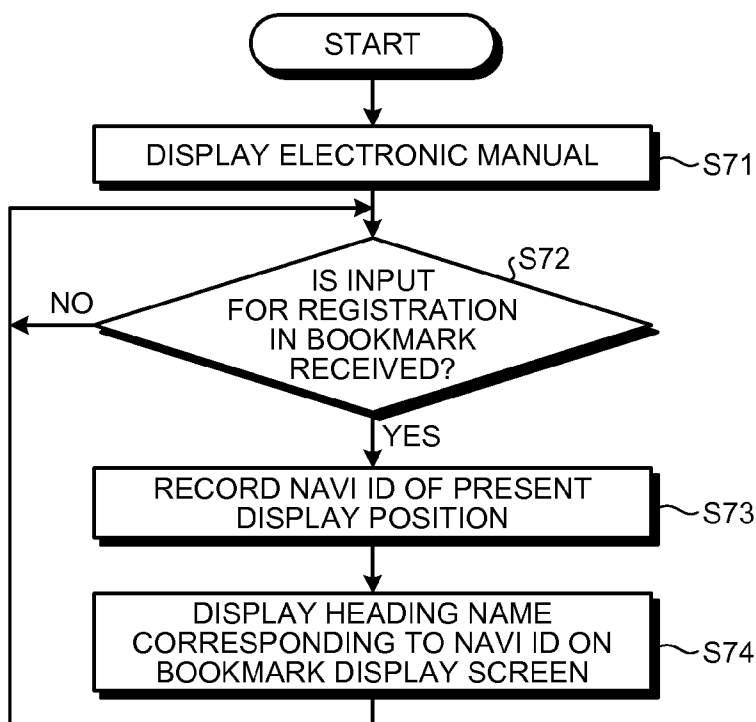 START
DISPLAY ELECTRONIC MANUAL
S71
S72
IS INPUT
FOR REGISTRATION
IN BOOKMARK
RECEIVED?
NO
YES
RECORD NAVI ID OF PRESENT
DISPLAY POSITION
S73
DISPLAY HEADING NAME
CORRESPONDING TO NAVI ID ON
BOOKMARK DISPLAY SCREEN
S74